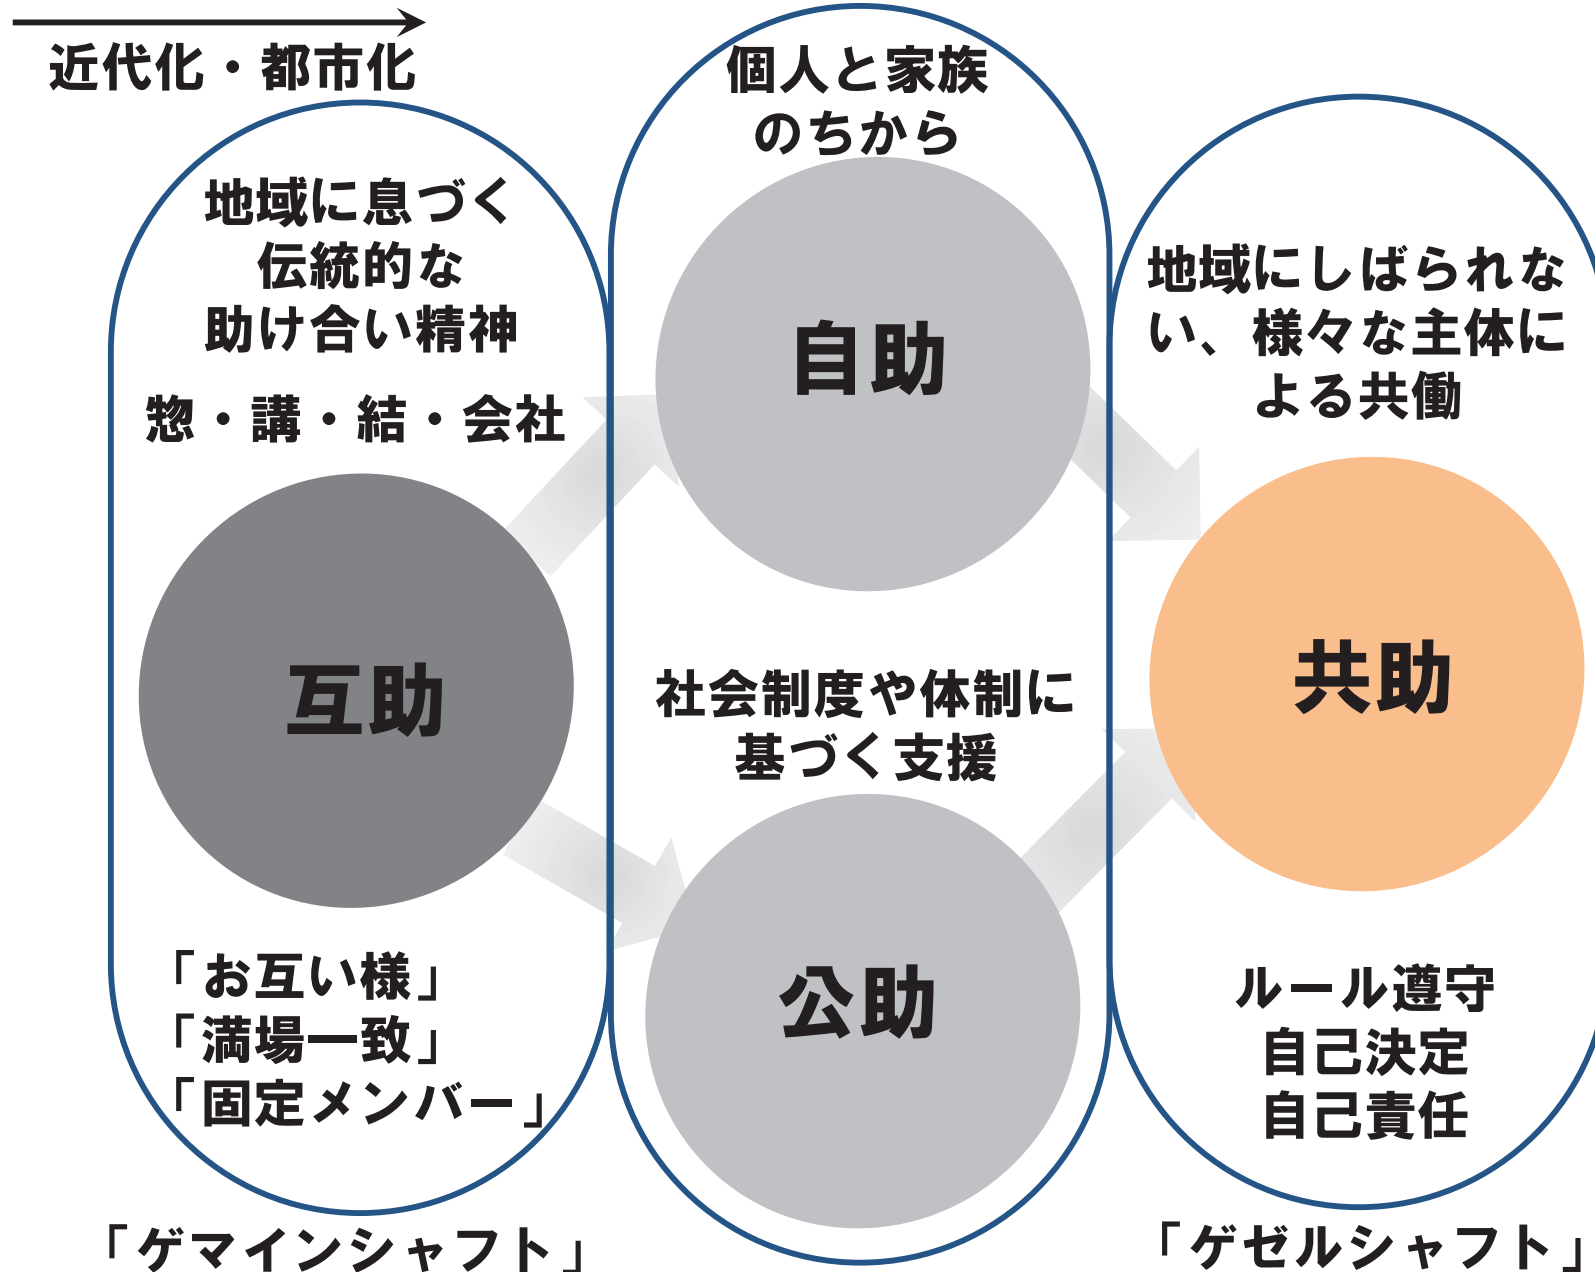 近代化・都市化
地域に息づく
伝統的な
助け合い精神
惣・講・結・会社
互助
「お互い様」
「満場一致」
「固定メンバー」
「ゲマインシャフト」
個人と家族
のちから
自助
社会制度や体制に
基づく支援
公助
地域にしばられな
い、様々な主体に
よる共働
共助
ルール遵守
自己決定
自己責任
「ゲゼルシャフト」